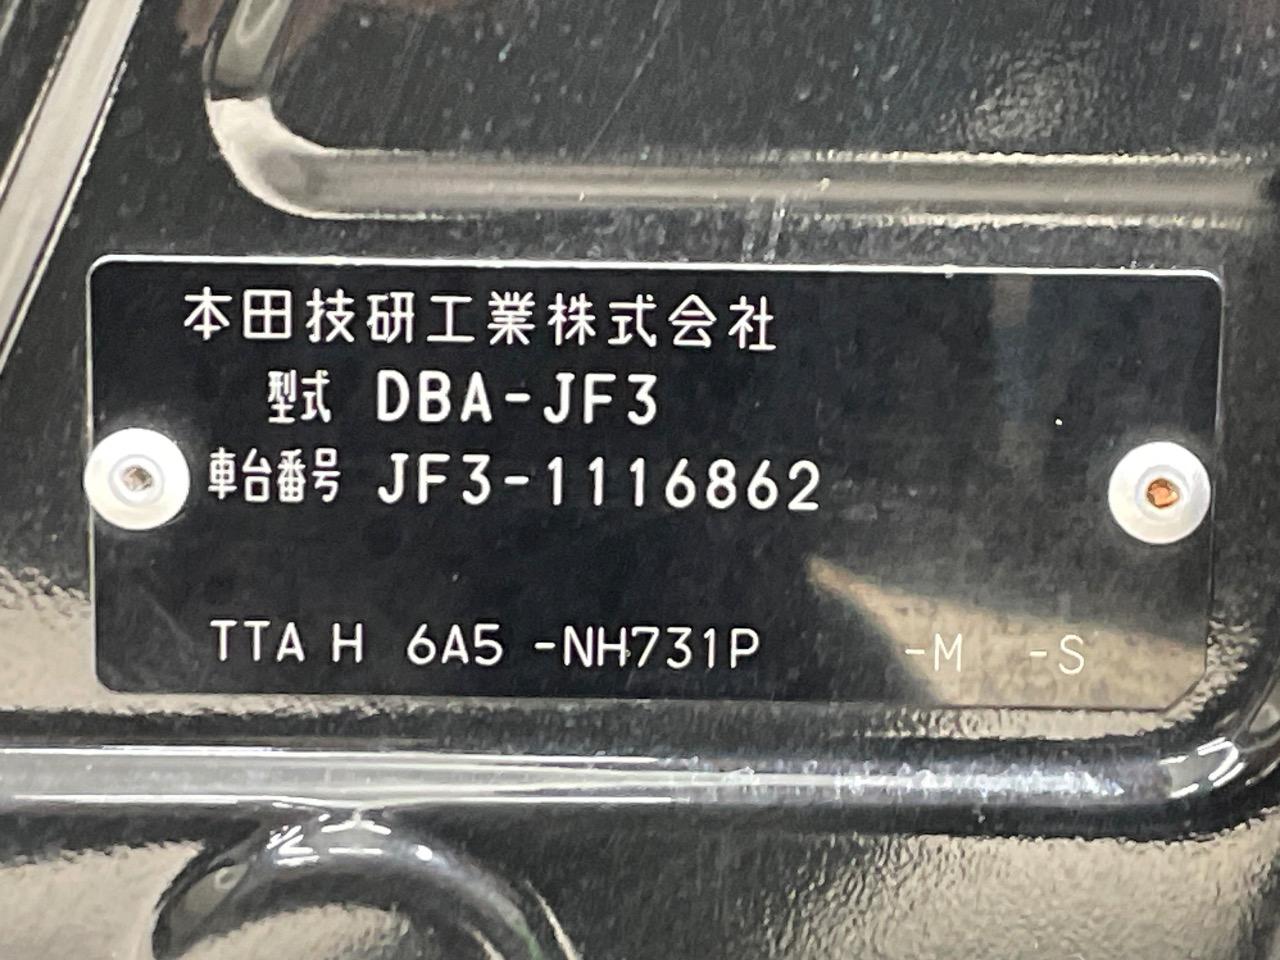 本田技研工業株式会社
型式 DBA-JF3
車台番号 JF3-1116862
TTA H 6A5 -NH731P -M -S